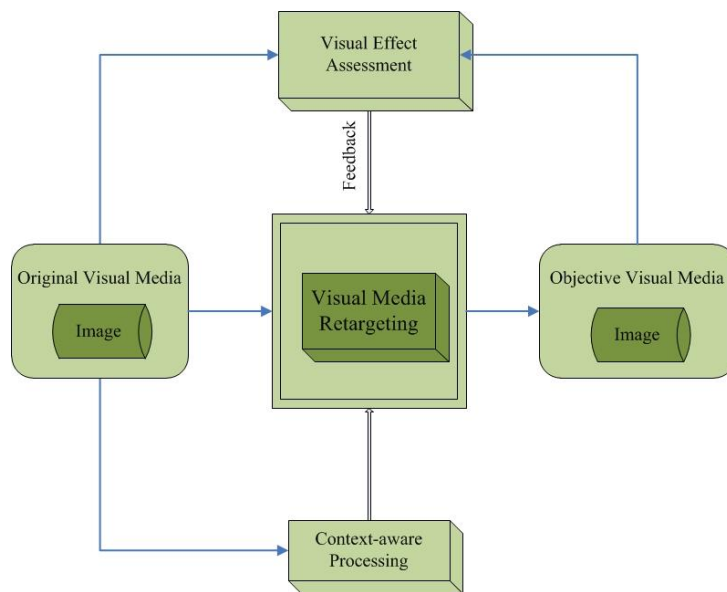 Visual Effect
Assessment
Feedback
Original Visual Media
Image
Visual Media
Retargeting
Objective Visual Media
Image
Context-aware
Processing